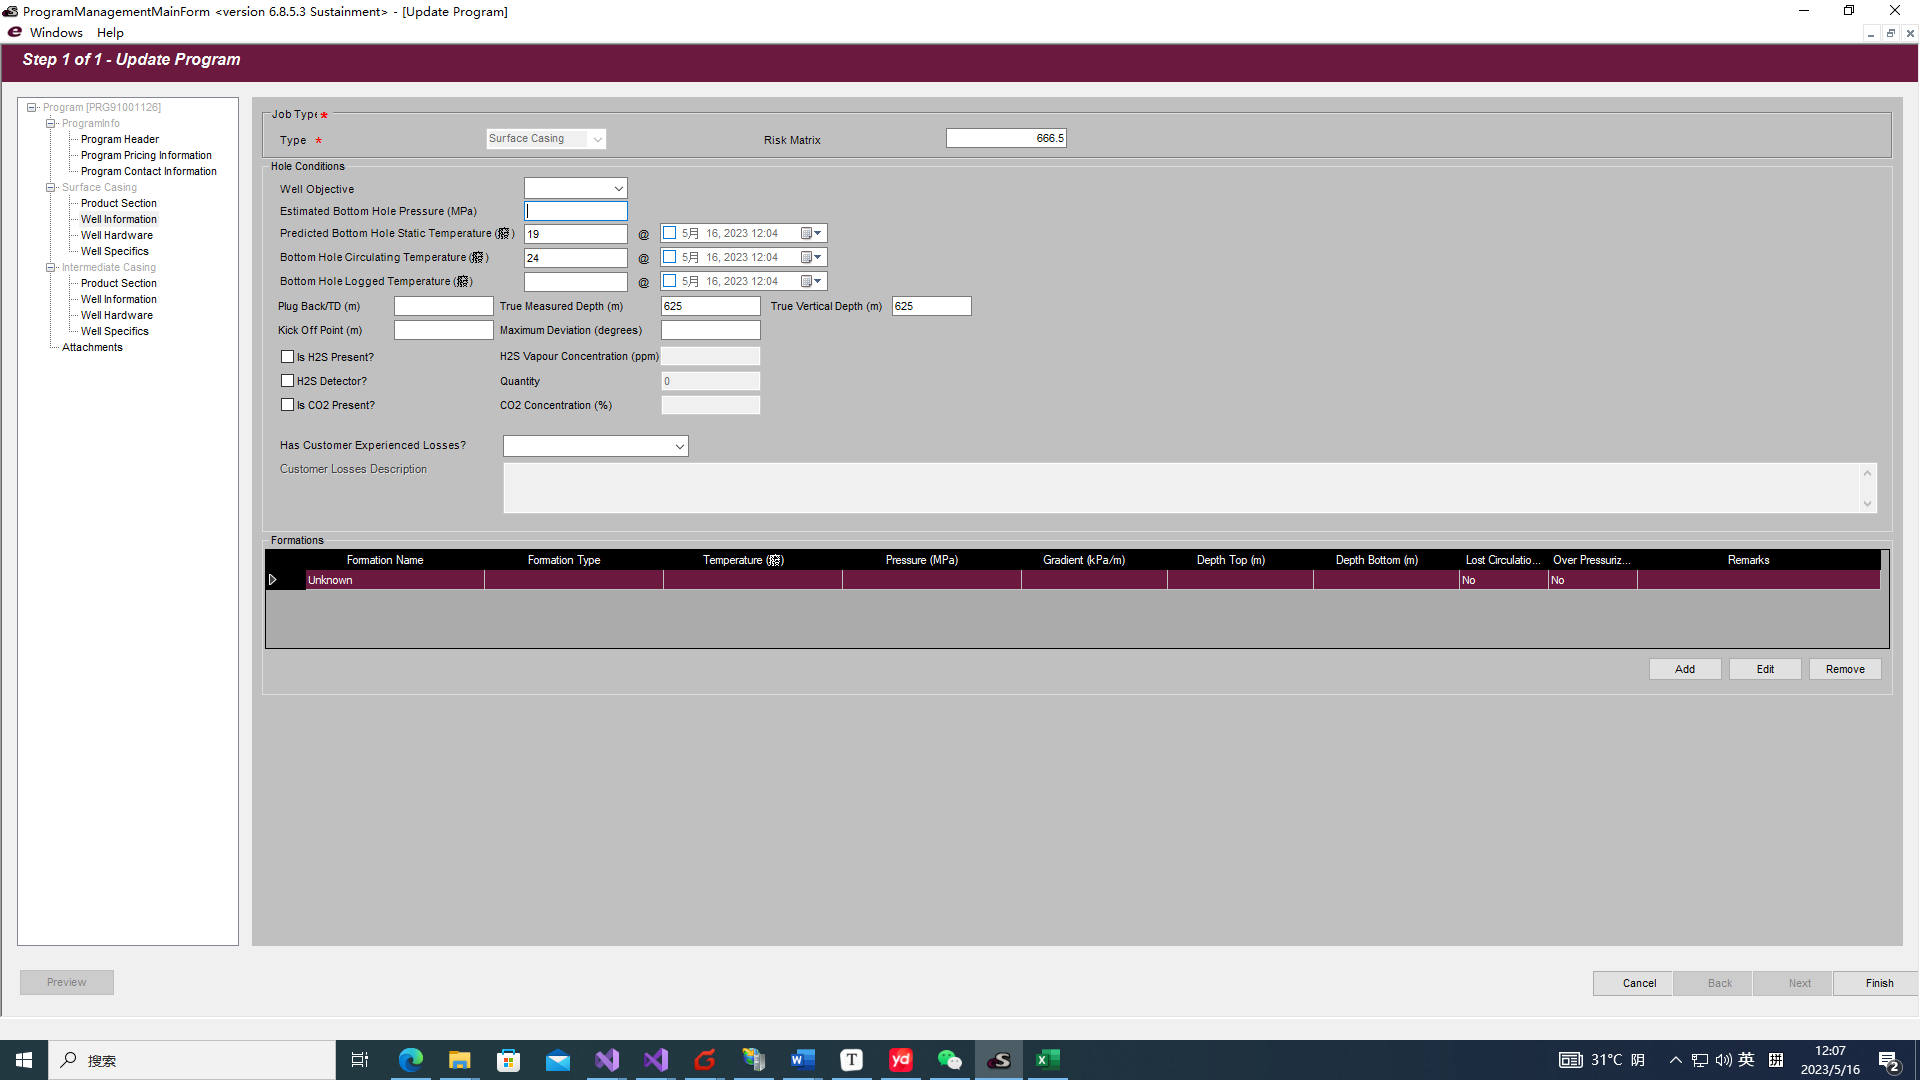 ProgramManagementMainForm <version 6.8.5.3 Sustainment> - [Update Program]
Windows Help
Step 1 of 1 - Update Program
Program [PRG91001126]
ProgramInfo
Program Header
Program Pricing Information
Program Contact Information
Surface Casing
Product Section
Well Information
Well Hardware
Well Specifics
Intermediate Casing
Product Section
Well Information
Well Hardware
Well Specifics
Attachments
Job Type *
Type * Surface Casing Risk Matrix 666.5
Hole Conditions
Well Objective
Estimated Bottom Hole Pressure (MPa)
Predicted Bottom Hole Static Temperature ( ) 19 @ 5月 16, 2023 12:04
Bottom Hole Circulating Temperature ( ) 24 @ 5月 16, 2023 12:04
Bottom Hole Logged Temperature ( ) @ 5月 16, 2023 12:04
Plug Back/TD (m) True Measured Depth (m) 625 True Vertical Depth (m) 625
Kick Off Point (m) Maximum Deviation (degrees)
Is H2S Present? H2S Vapour Concentration (ppm)
H2S Detector? Quantity 0
Is CO2 Present? CO2 Concentration (%)
Has Customer Experienced Losses?
Customer Losses Description
Formations
Formation Name Formation Type Temperature ( ) Pressure (MPa) Gradient (kPa/m) Depth Top (m) Depth Bottom (m) Lost Circulatio... Over Pressuriz... Remarks
Unknown No No
Add Edit Remove
Preview Cancel Back Next Finish
搜索 31°C 阴 英 拼 12:07
2023/5/16 2